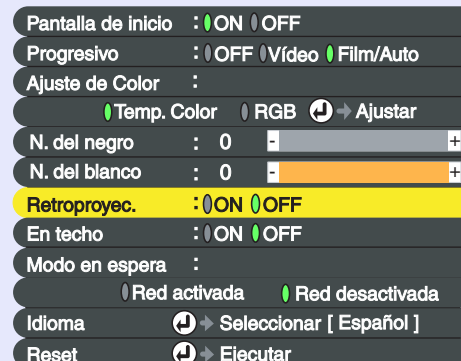 Pantalla de inicio : ON OFF
Progresivo : OFF Vídeo Film/Auto
Ajuste de Color :
Temp. Color RGB Ajustar
N. del negro : 0 - +
N. del blanco : 0 - +
Retroproyec. : ON OFF
En techo : ON OFF
Modo en espera :
Red activada Red desactivada
Idioma Seleccionar [ Español ]
Reset Ejecutar